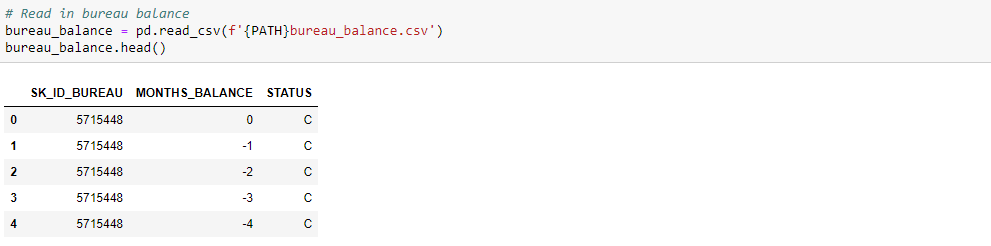 # Read in bureau balance
bureau_balance = pd.read_csv(f'{PATH}bureau_balance.csv')
bureau_balance.head()
SK_ID_BUREAU MONTHS_BALANCE STATUS
0 5715448 0 C
1 5715448 -1 C
2 5715448 -2 C
3 5715448 -3 C
4 5715448 -4 C